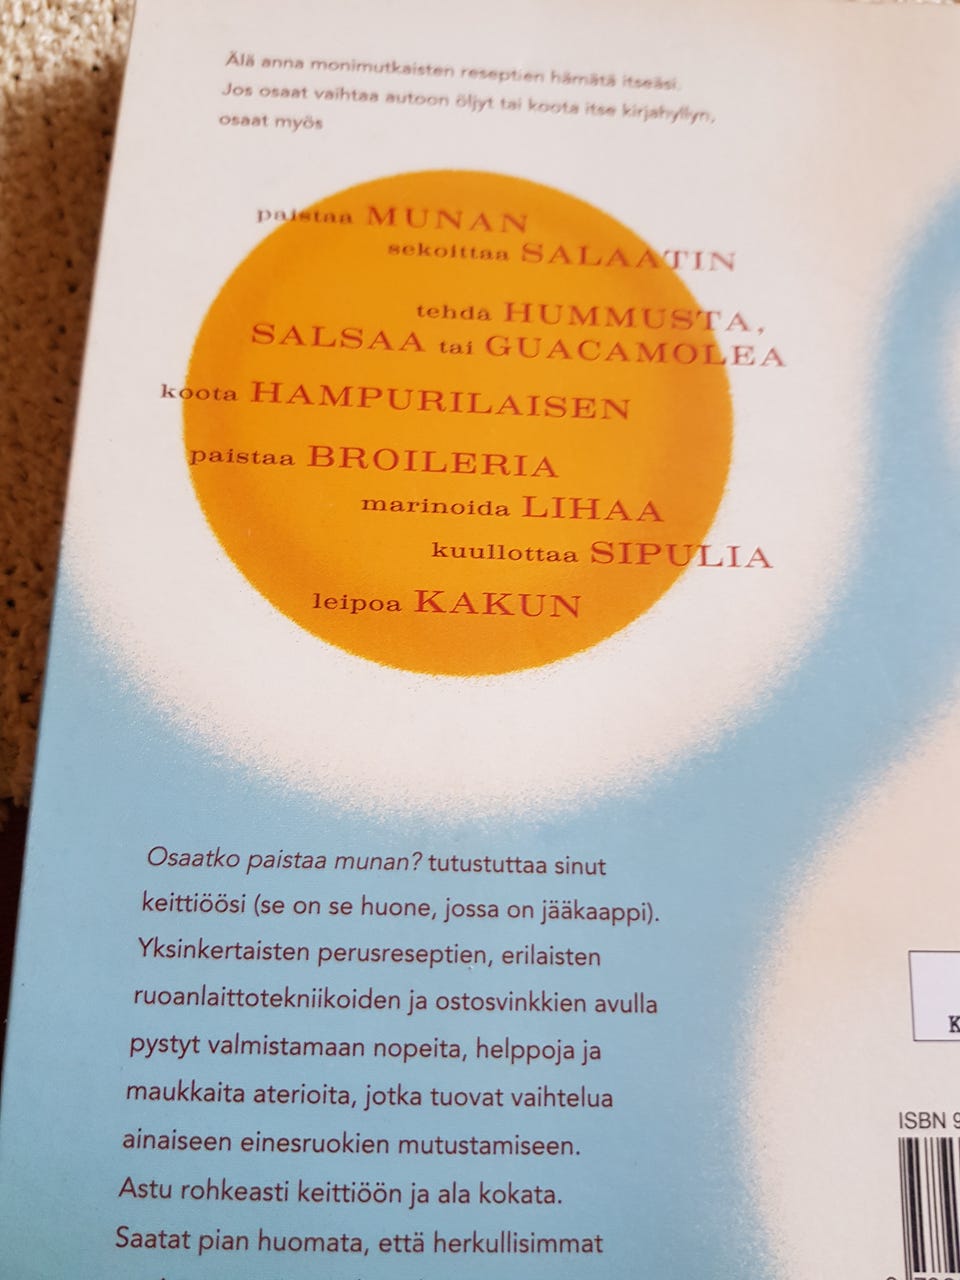 Älä anna monimutkaisten reseptien hämätä itseäsi.
Jos osaat vaihtaa autoon öljyt tai koota itse kirjahyllyn,
osaat myös
paistaa MUNAN
sekoittaa SALAATIN
tehdä HUMMUSTA,
SALSAA tai GUACAMOLEA
koota HAMPURILAISEN
paistaa BROILERIA
marinoida LIHAA
kuullottaa SIPULIA
leipoa KAKUN
Osaatko paistaa munan? tutustuttaa sinut
keittiöösi (se on se huone, jossa on jääkaappi).
Yksinkertaisten perusreseptien, erilaisten
ruoanlaittotekniikoiden ja ostosvinkkien avulla
pystyt valmistamaan nopeita, helppoja ja
maukkaita aterioita, jotka tuovat vaihtelua
ainaiseen einesruokien mutustamiseen.
Astu rohkeasti keittiöön ja ala kokata.
Saatat pian huomata, että herkullisimmat
K
ISBN 9